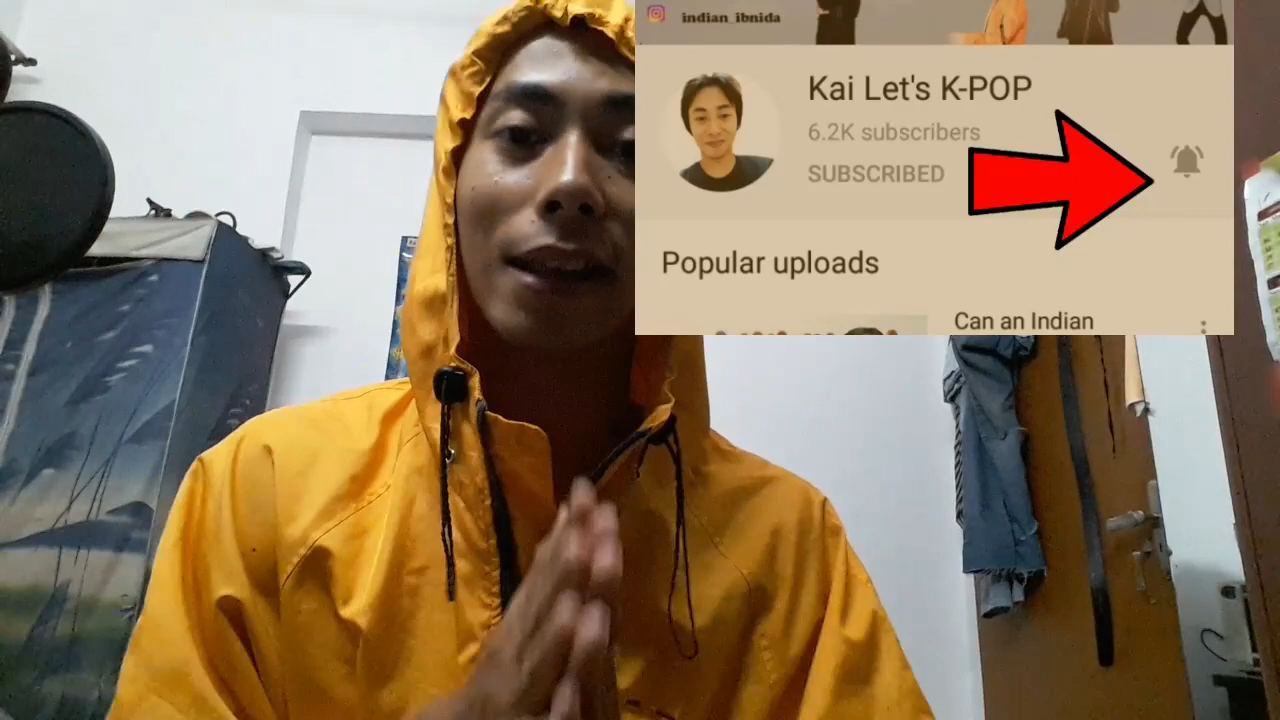 indian_ibnida
Kai Let's K-POP
6.2K subscribers
SUBSCRIBED
Popular uploads
Can an Indian